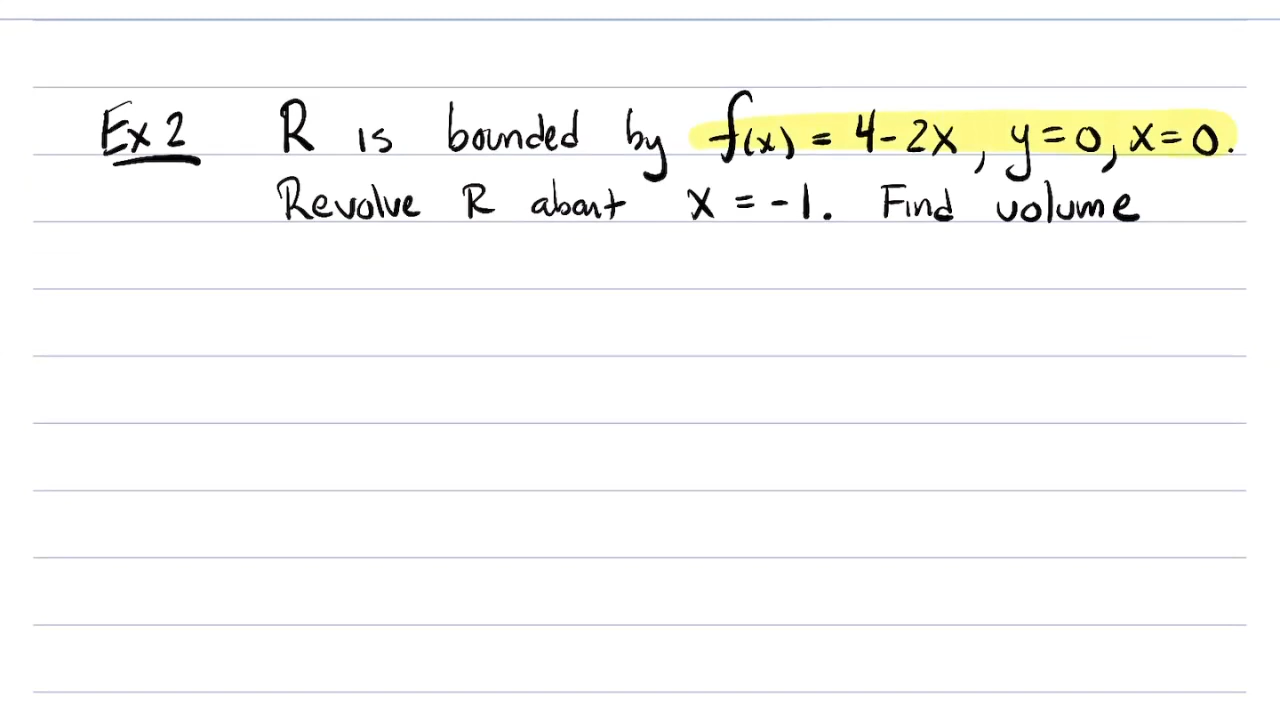 Ex 2 R is bounded by f(x) = 4-2x, y=0, x=0.
Revolve R about x = -1. Find volume